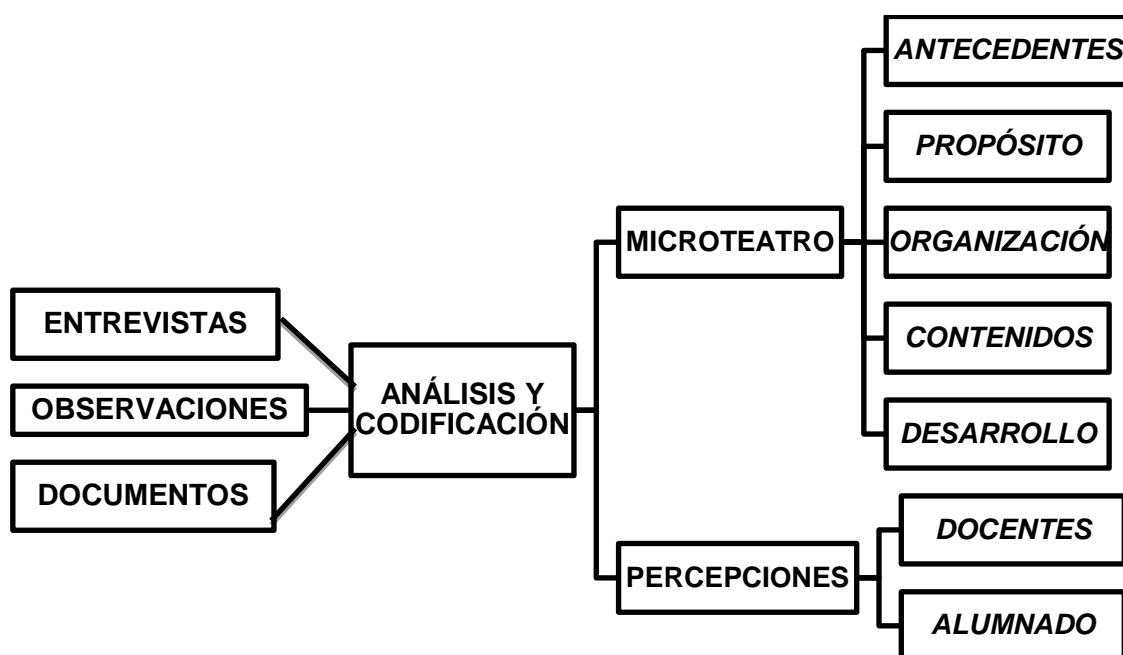 ENTREVISTAS
OBSERVACIONES
DOCUMENTOS
ANÁLISIS Y
CODIFICACIÓN
MICROTEATRO
PERCEPCIONES
ANTECEDENTES
PROPÓSITO
ORGANIZACIÓN
CONTENIDOS
DESARROLLO
DOCENTES
ALUMNADO